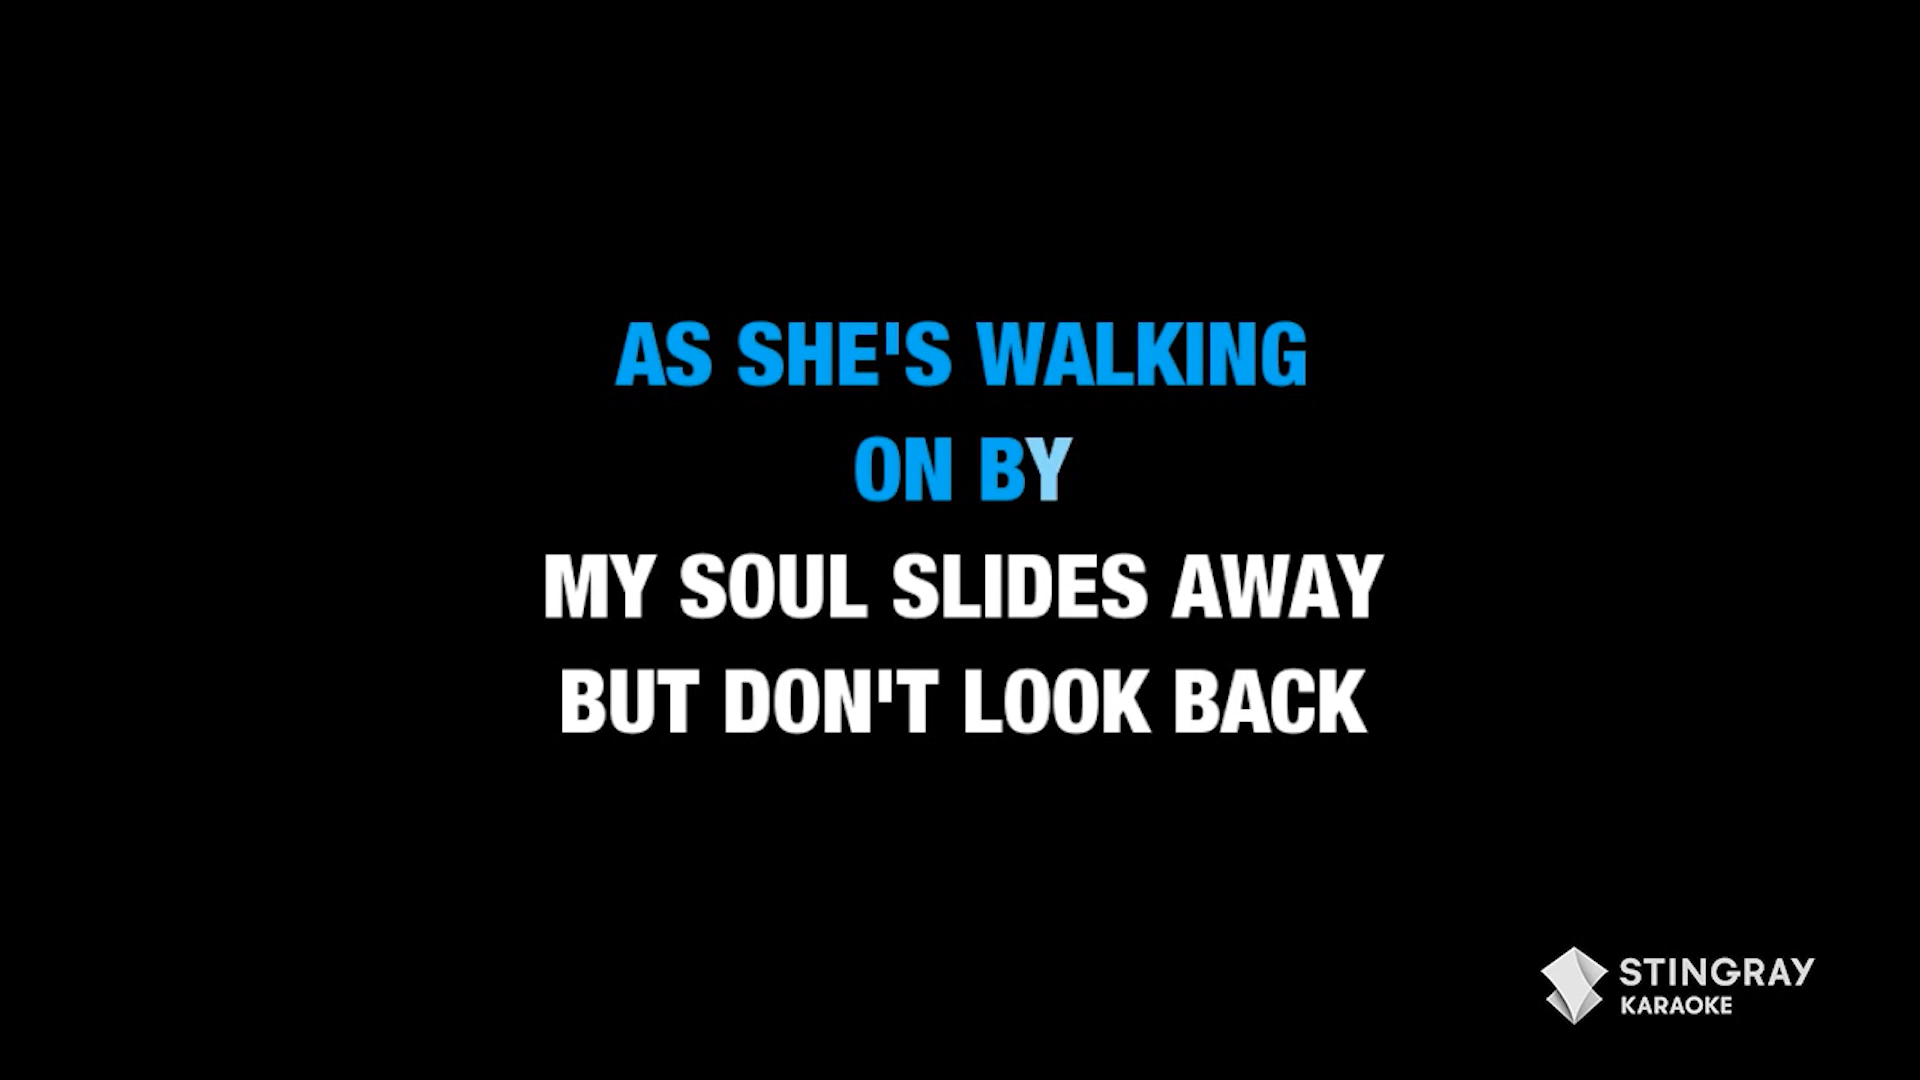 AS SHE'S WALKING
ON BY
MY SOUL SLIDES AWAY
BUT DON'T LOOK BACK
STINGRAY
KARAOKE